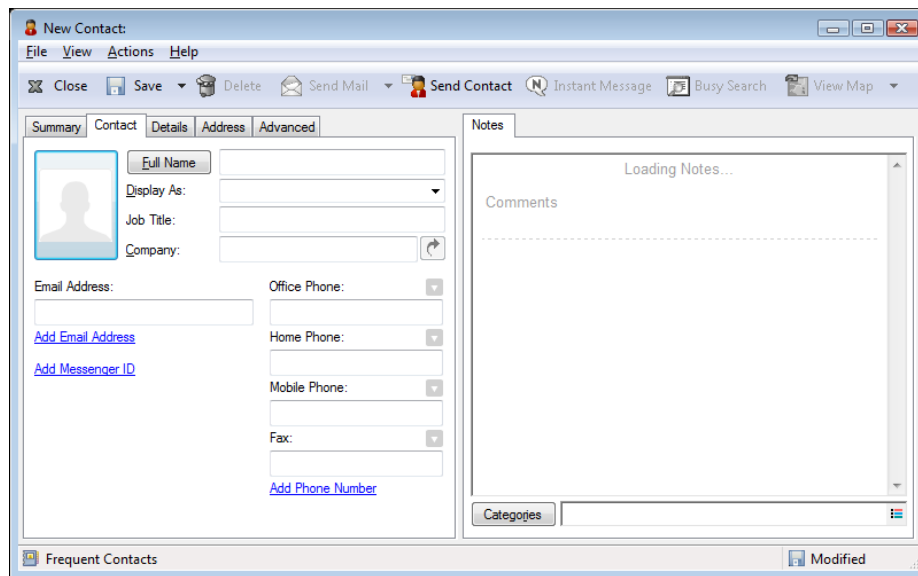 New Contact:
File View Actions Help
Close Save Delete Send Mail Send Contact Instant Message Busy Search View Map
Summary Contact Details Address Advanced
Full Name
Display As:
Job Title:
Company:
Email Address:
Add Email Address
Add Messenger ID
Office Phone:
Home Phone:
Mobile Phone:
Fax:
Add Phone Number
Notes
Loading Notes...
Comments
Categories
Frequent Contacts
Modified